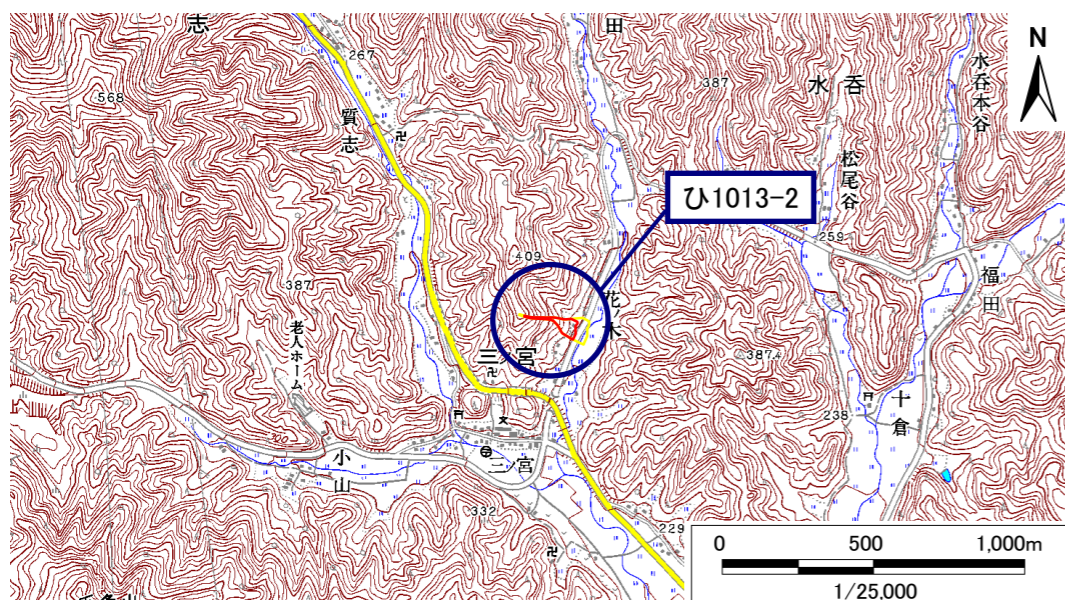 志
田
N
267
387
水呑
水呑本谷
568
質志
松尾谷
ひ1013-2
259
409
福田
387
花ノ木
老人ホーム
三宮
387
十倉
238
小山
三ノ宮
332
229
0 500 1,000m
1/25,000